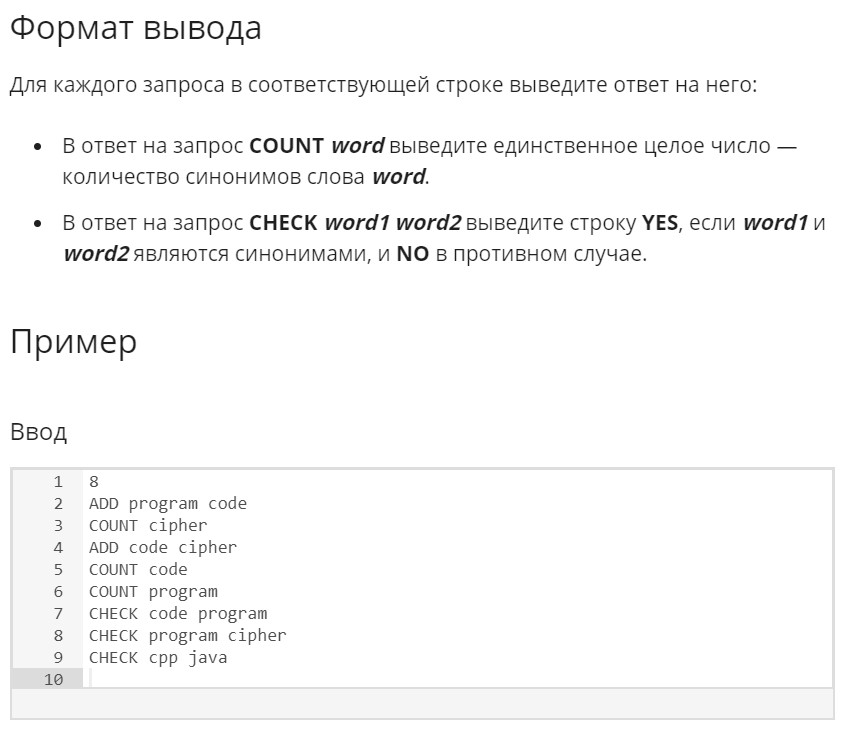 Формат вывода
Для каждого запроса в соответствующей строке выведите ответ на него:
• В ответ на запрос COUNT word выведите единственное целое число —
количество синонимов слова word.
• В ответ на запрос CHECK word1 word2 выведите строку YES, если word1 и
word2 являются синонимами, и NO в противном случае.
Пример
Ввод
1 8
2 ADD program code
3 COUNT cipher
4 ADD code cipher
5 COUNT code
6 COUNT program
7 CHECK code program
8 CHECK program cipher
9 CHECK cpp java
10